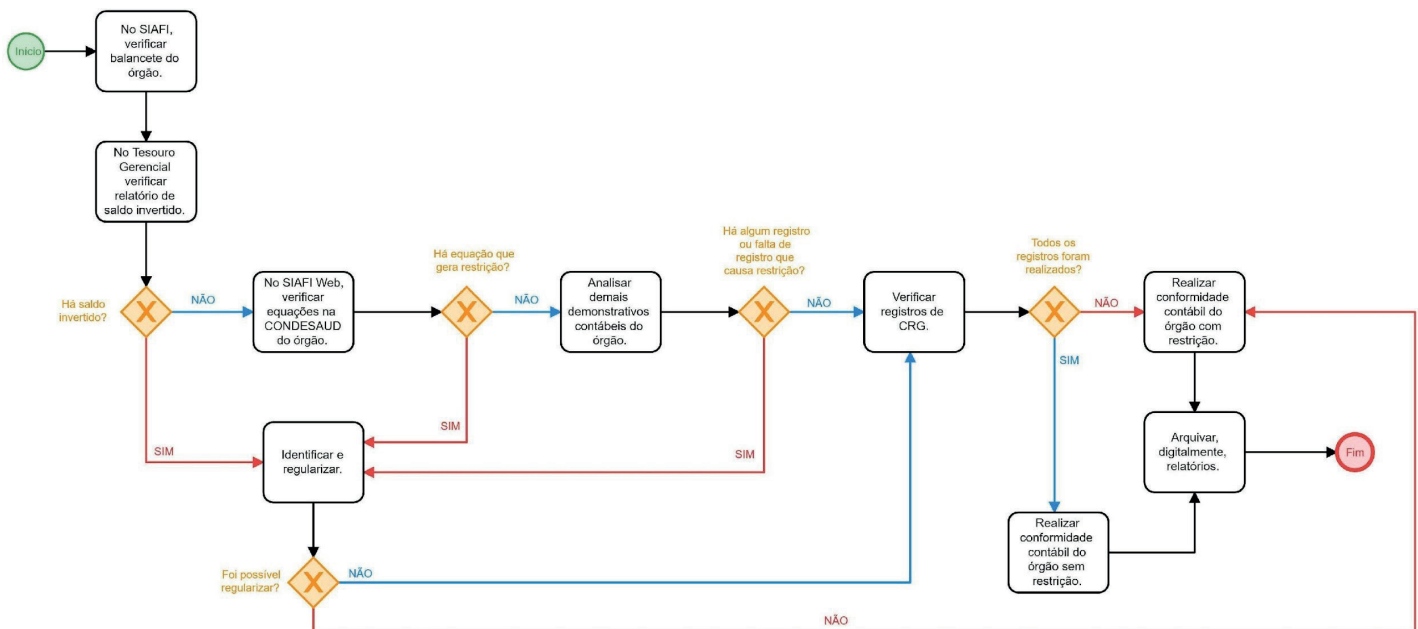 Início
No SIAFI,
verificar
balancete do
órgão.
No Tesouro
Gerencial
verificar
relatório de
saldo invertido.
Há saldo
invertido?
NÃO
SIM
No SIAFI Web,
verificar
equações na
CONDESAUD
do órgão.
Há equação que
gera restrição?
NÃO
SIM
Analisar
demais
demonstrativos
contábeis do
órgão.
Há algum registro
ou falta de
registro que
causa restrição?
NÃO
SIM
Verificar
registros de
CRG.
Todos os
registros foram
realizados?
NÃO
SIM
Realizar
conformidade
contábil do
órgão com
restrição.
Identificar e
regularizar.
Arquivar,
digitalmente,
relatórios.
Fim
Realizar
conformidade
contábil do
órgão sem
restrição.
Foi possível
regularizar?
NÃO
NÃO